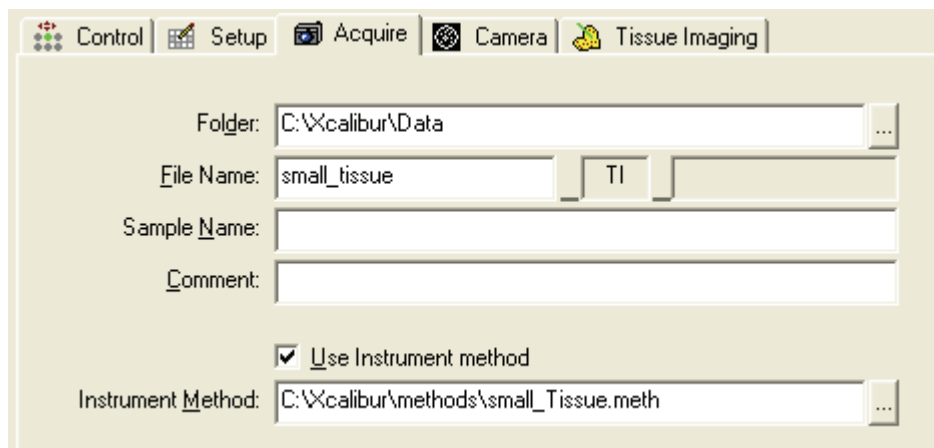 Control Setup Acquire Camera Tissue Imaging
Folder: C:\Xcalibur\Data ...
File Name: small_tissue _ TI _
Sample Name:
Comment:
Use Instrument method
Instrument Method: C:\Xcalibur\methods\small_Tissue.meth ...